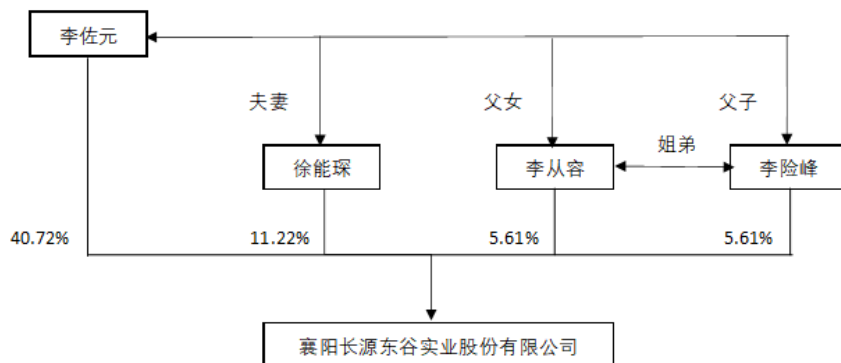 李佐元
夫妻
父女
父子
姐弟
徐能琛
李从容
李险峰
40.72%
11.22%
5.61%
5.61%
襄阳长源东谷实业股份有限公司